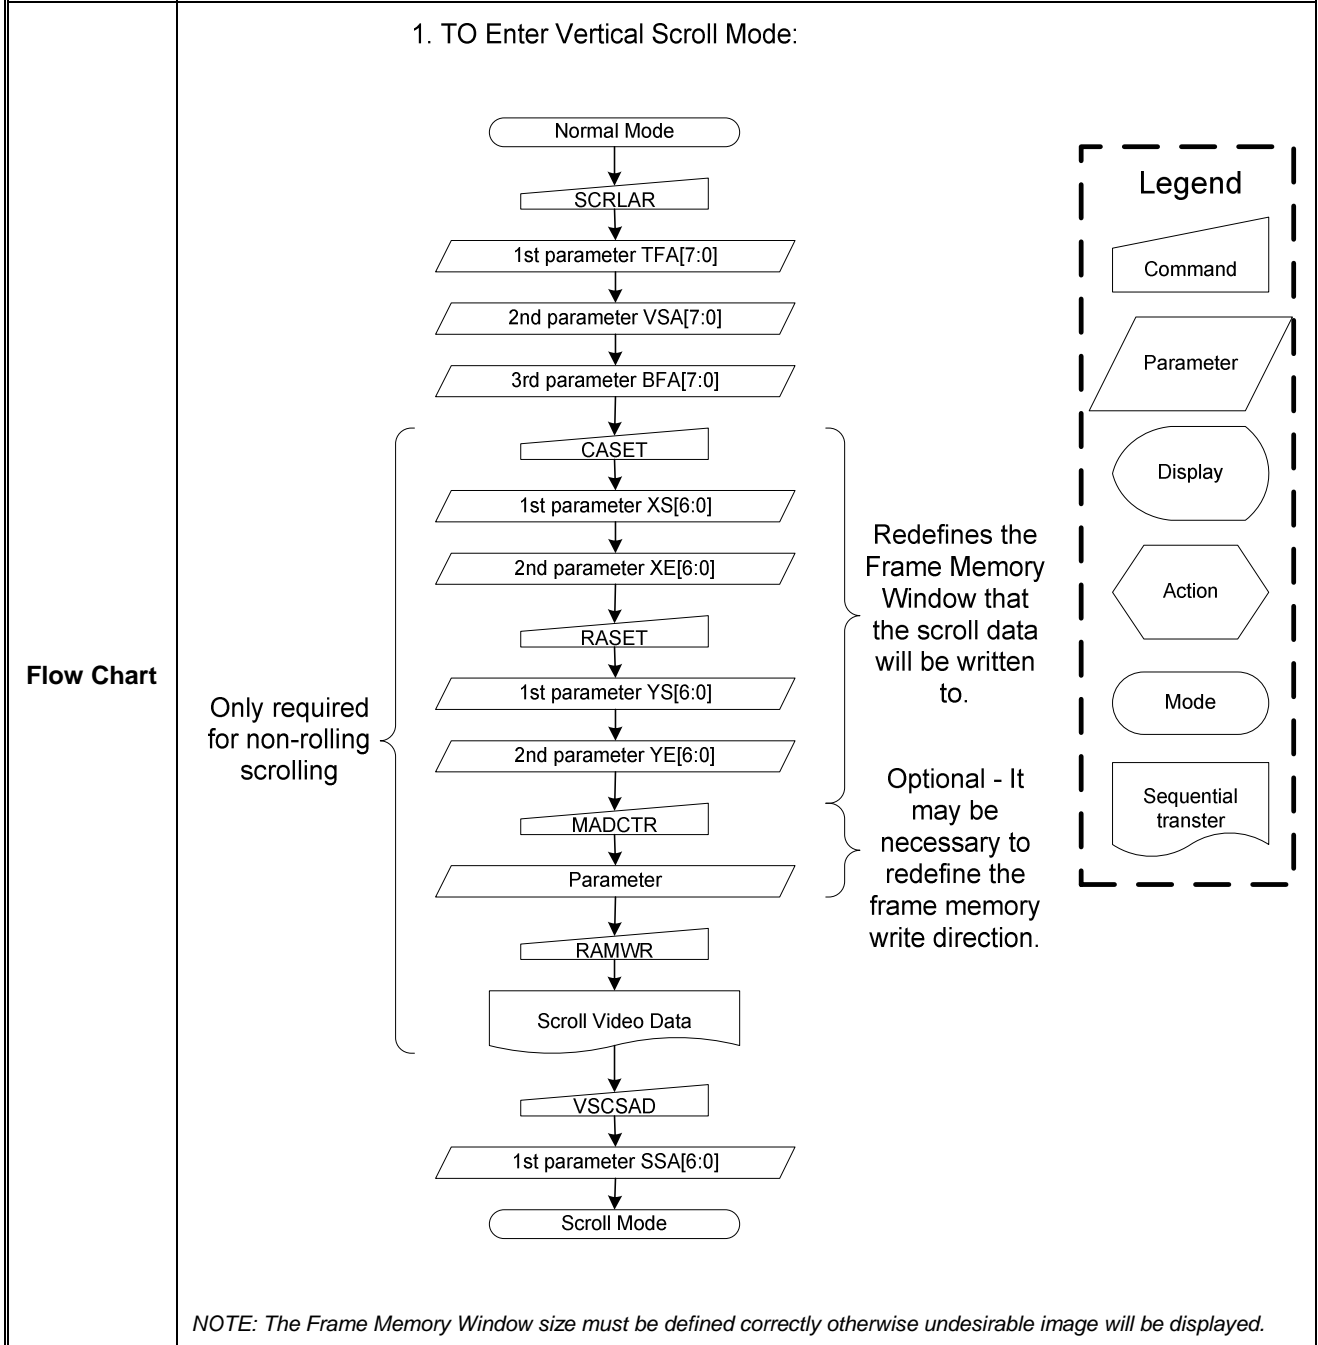 1. TO Enter Vertical Scroll Mode:
Flow Chart
Normal Mode
SCRLAR
1st parameter TFA[7:0]
2nd parameter VSA[7:0]
3rd parameter BFA[7:0]
CASET
1st parameter XS[6:0]
2nd parameter XE[6:0]
RASET
1st parameter YS[6:0]
2nd parameter YE[6:0]
MADCTR
Parameter
RAMWR
Scroll Video Data
VSCSAD
1st parameter SSA[6:0]
Scroll Mode
Only required
for non-rolling
scrolling
Redefines the
Frame Memory
Window that
the scroll data
will be written
to.
Optional - It
may be
necessary to
redefine the
frame memory
write direction.
Legend
Command
Parameter
Display
Action
Mode
Sequential
transter
NOTE: The Frame Memory Window size must be defined correctly otherwise undesirable image will be displayed.